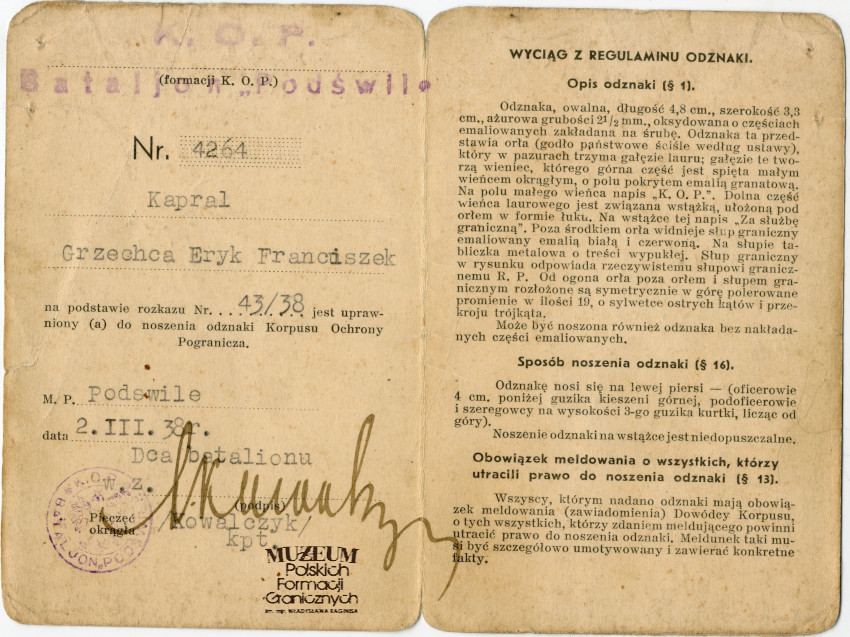 K. O. P.
(formacji K. O. P.)
Bataljon „Podświle"
Nr. 4264
Kapral
Grzechca Eryk Franciszek
na podstawie rozkazu Nr. . . 43/38 jest upraw-
niony (a) do noszenia odznaki Korpusu Ochrony
Pogranicza.
M. P. Podswile
data 2.III.38r.
Dca batalionu
w.z.
(podpis)
Pieczęć
okrągła
/Kowalczyk/
kpt.
K.O.P.
BATALJON „POD
MUZEUM
Polskich
Formacji
Granicznych
im. mjr. WŁADYSŁAWA RAGINISA
WYCIĄG Z REGULAMINU ODZNAKI.
Opis odznaki (§ 1).
Odznaka, owalna, długość 4,8 cm., szerokość 3,3
cm., ażurowa grubości 21/2 mm., oksydowana o częściach
emaliowanych zakładana na śrubę. Odznaka ta przed-
stawia orła (godło państwowe ściśle według ustawy),
który w pazurach trzyma gałęzie lauru; gałęzie te two-
rzą wieniec, którego górna część jest spięta małym
wieńcem okrągłym, o polu pokrytem emalią granatową.
Na polu małego wieńca napis „K. O. P.". Dolna część
wieńca laurowego jest związana wstążką, ułożoną pod
orłem w formie łuku. Na wstążce tej napis „Za służbę
graniczną". Poza środkiem orła widnieje słup graniczny
emaliowany emalią białą i czerwoną. Na słupie ta-
bliczka metalowa o treści wypukłej. Słup graniczny
w rysunku odpowiada rzeczywistemu słupowi granicz-
nemu R. P. Od ogona orła poza orłem i słupem gra-
nicznym rozłożone są symetrycznie w górę polerowane
promienie w ilości 19, o sylwetce ostrych kątów i prze-
kroju trójkąta.
Może być noszona również odznaka bez nakłada-
nych części emaliowanych.
Sposób noszenia odznaki (§ 16).
Odznakę nosi się na lewej piersi — (oficerowie
4 cm. poniżej guzika kieszeni górnej, podoficerowie
i szeregowcy na wysokości 3-go guzika kurtki, licząc od
góry).
Noszenie odznaki na wstążce jest niedopuszczalne.
Obowiązek meldowania o wszystkich, którzy
utracili prawo do noszenia odznaki (§ 13).
Wszyscy, którym nadano odznaki mają obowią-
zek meldowania (zawiadomienia) Dowódcy Korpusu,
o tych wszystkich, którzy zdaniem meldującego powinni
utracić prawo do noszenia odznaki. Meldunek taki mu-
si być szczegółowo umotywowany i zawierać konkretne
fakty.